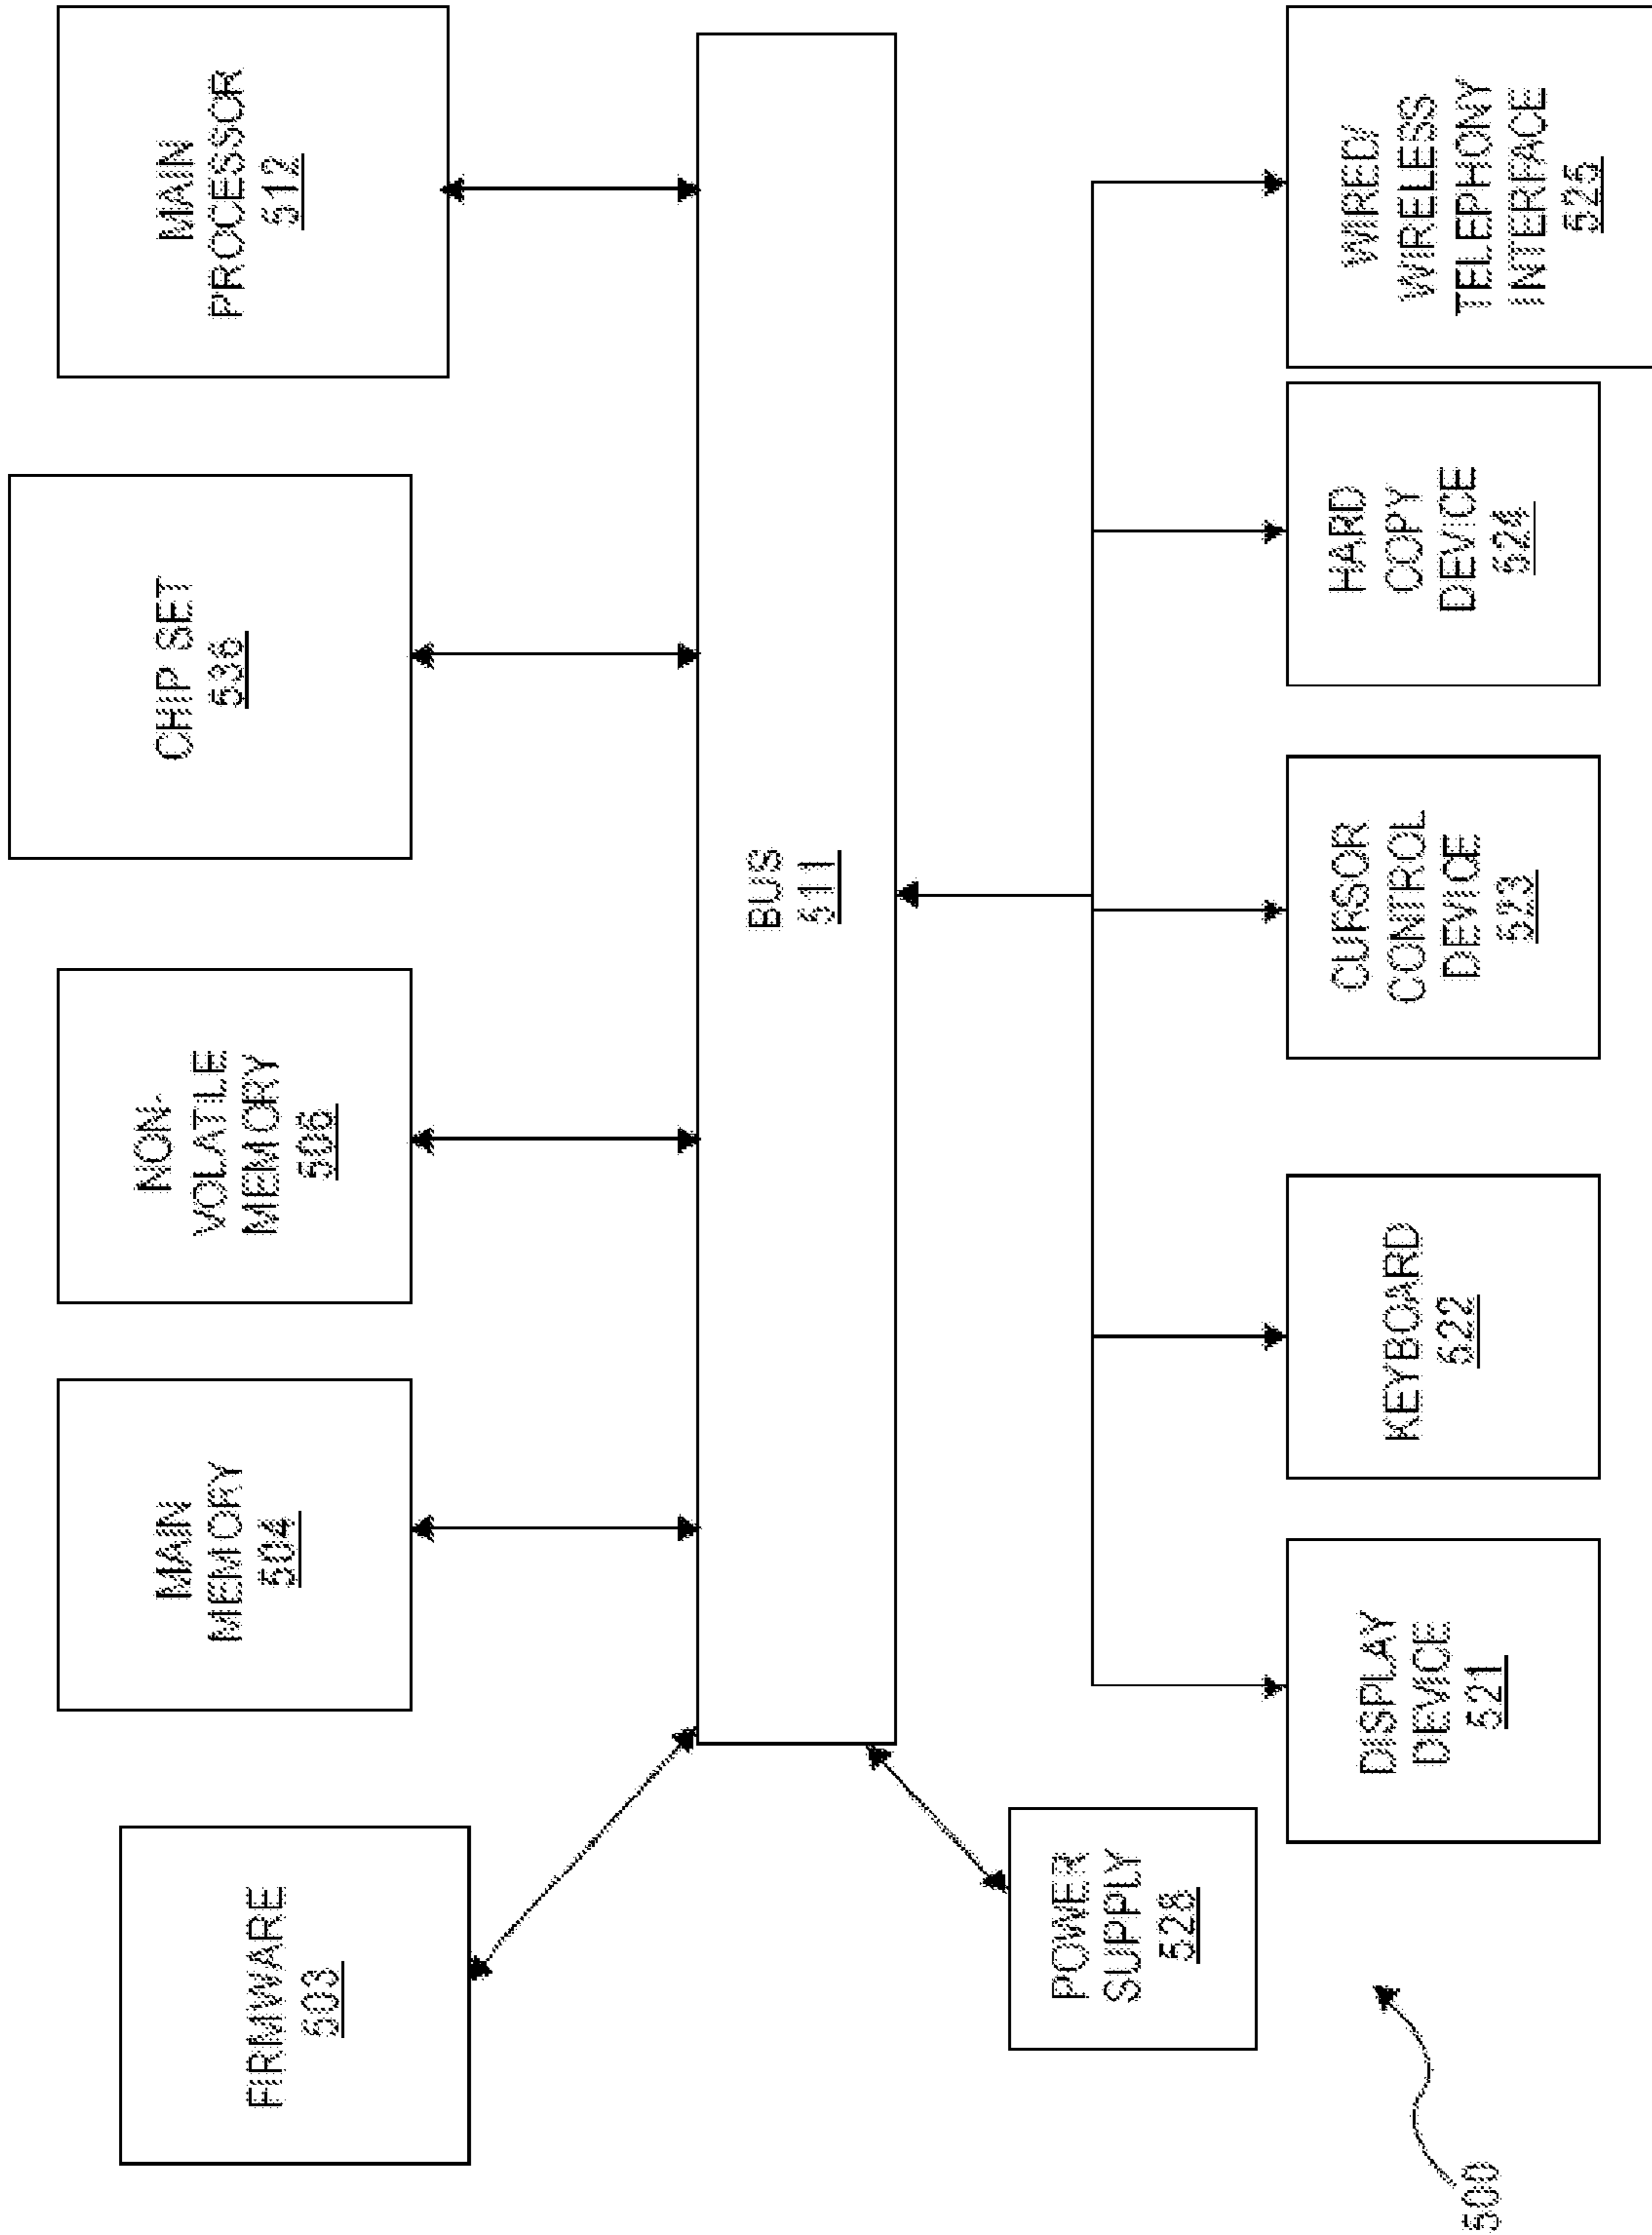 FIRMWARE
503
MAIN
MEMORY
504
NON-
VOLATILE
MEMORY
506
CHIP SET
536
MAIN
PROCESSOR
512
BUS
511
POWER
SUPPLY
528
DISPLAY
DEVICE
521
KEYBOARD
522
CURSOR
CONTROL
DEVICE
523
HARD
COPY
DEVICE
524
WIRED/
WIRELESS
TELEPHONY
INTERFACE
525
500